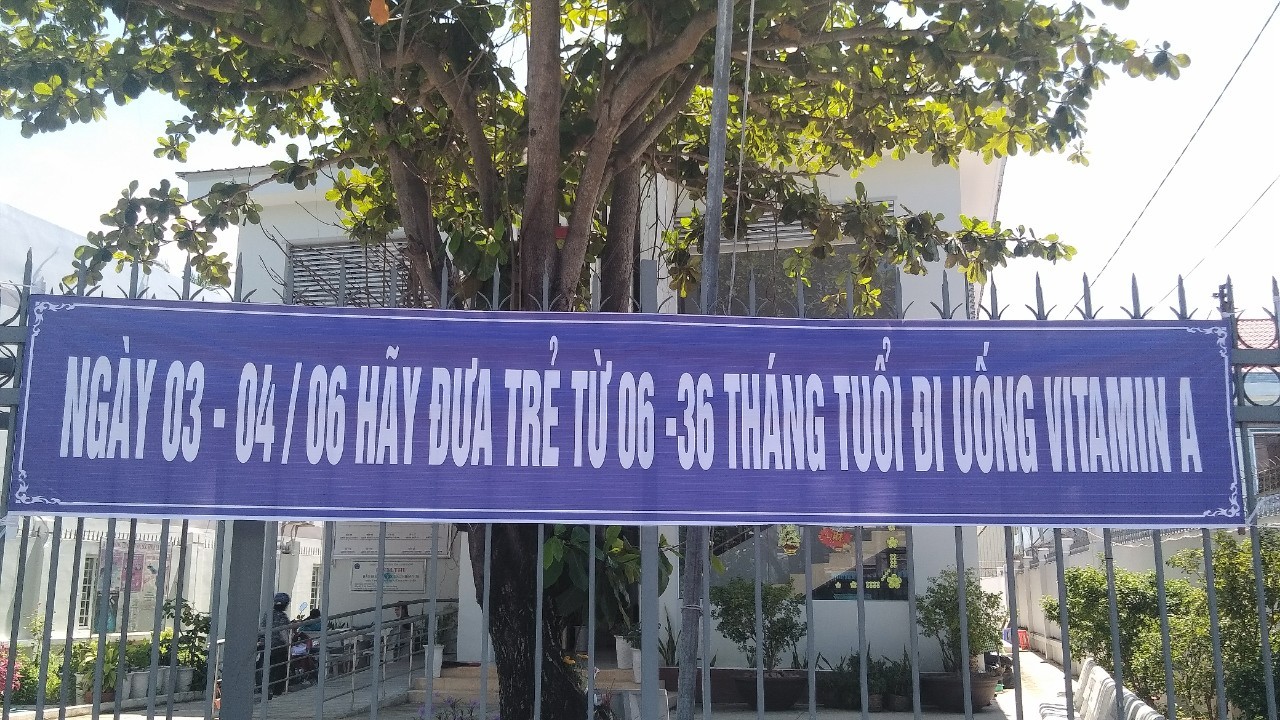 NGÀY 03 - 04 / 06 HÃY ĐƯA TRẺ TỪ 06 -36 THÁNG TUỔI ĐI UỐNG VITAMIN A